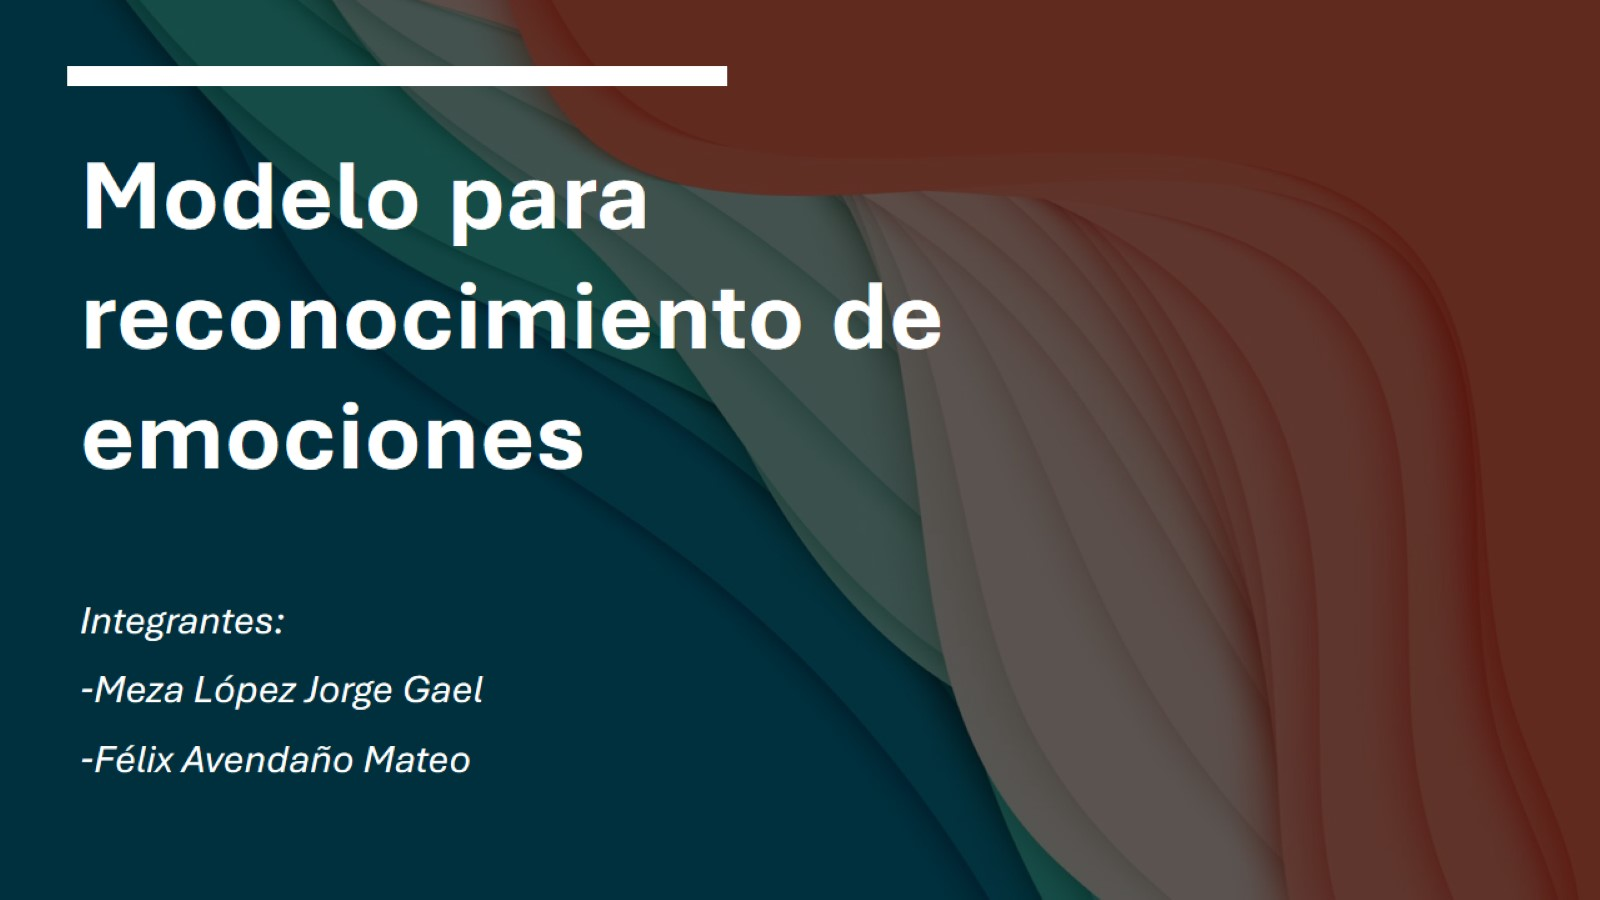 Modelo para
reconocimiento de
emociones
Integrantes:
-Meza López Jorge Gael
-Félix Avendaño Mateo